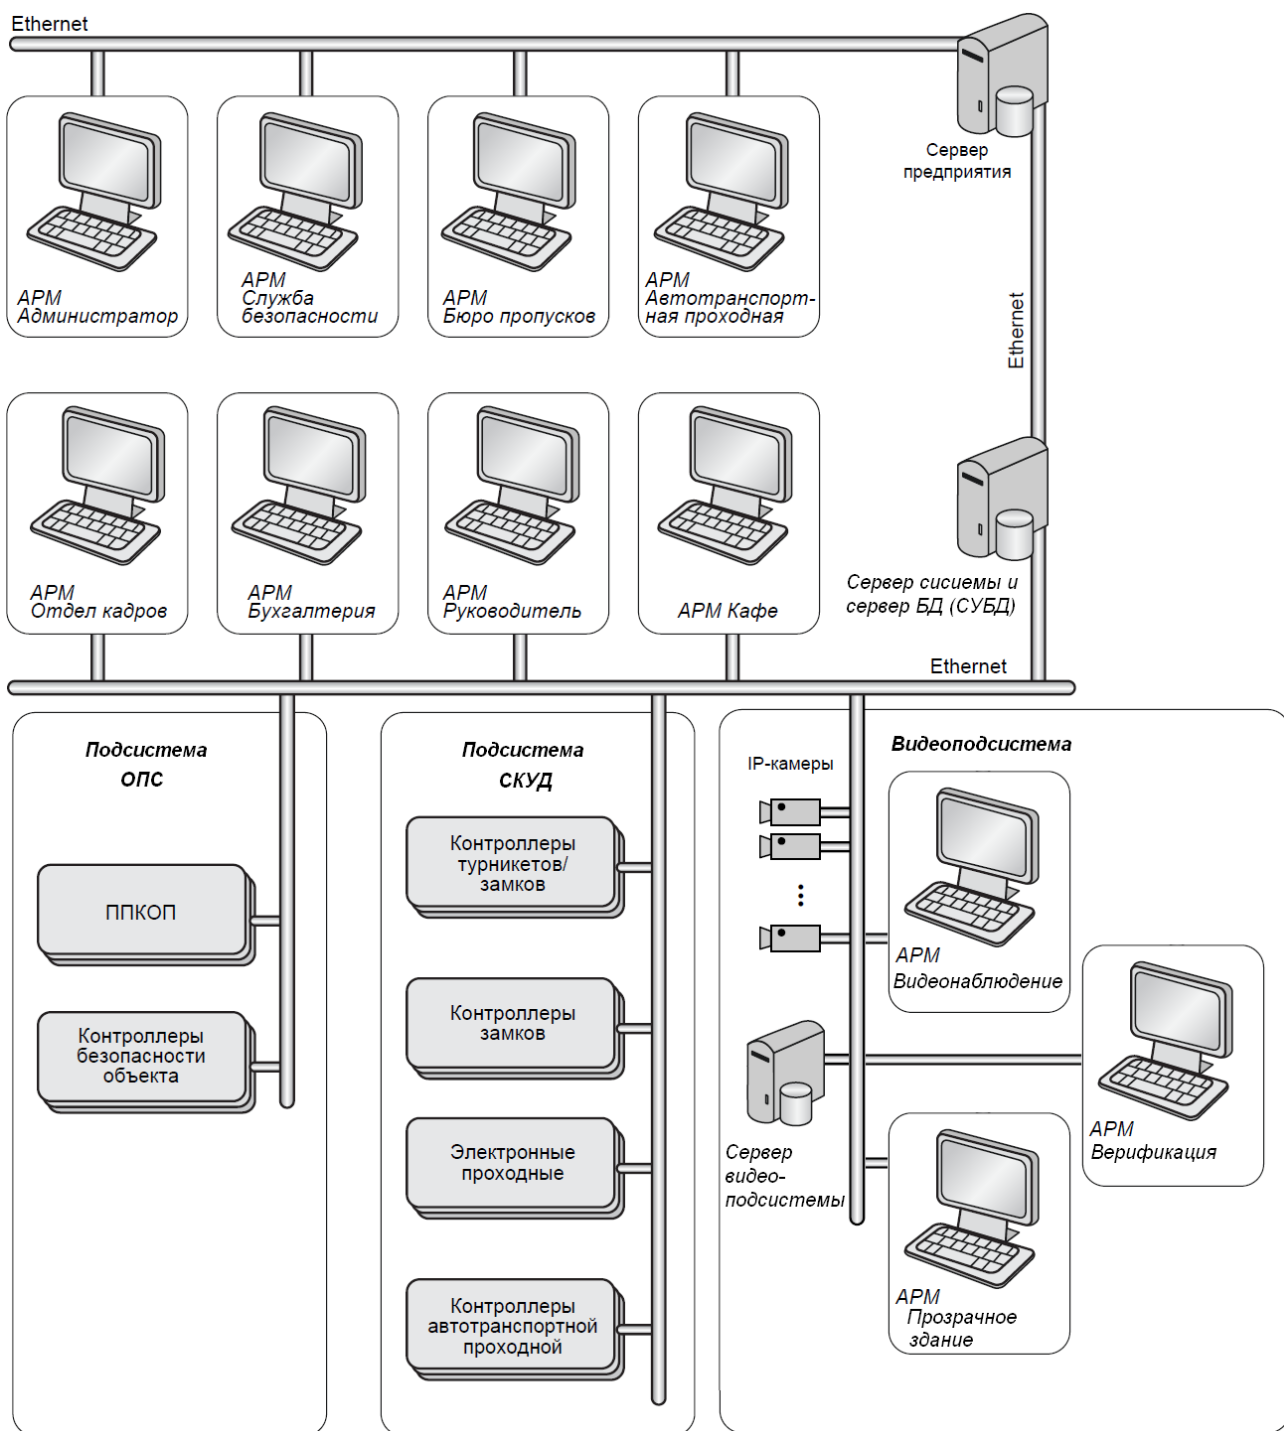 Ethernet
Сервер
предприятия
АРМ
Администратор
АРМ
Служба
безопасности
АРМ
Бюро пропусков
АРМ
Автотранспорт-
ная проходная
Ethernet
АРМ
Отдел кадров
АРМ
Бухгалтерия
АРМ
Руководитель
АРМ Кафе
Сервер сисиемы и
сервер БД (СУБД)
Ethernet
Подсистема
ОПС
ППКОП
Контроллеры
безопасности
объекта
Подсистема
СКУД
Контроллеры
турникетов/
замков
Контроллеры
замков
Электронные
проходные
Контроллеры
автотранспортной
проходной
Видеоподсистема
IP-камеры
...
АРМ
Видеонаблюдение
Сервер
видео-
подсистемы
АРМ
Верификация
АРМ
Прозрачное
здание